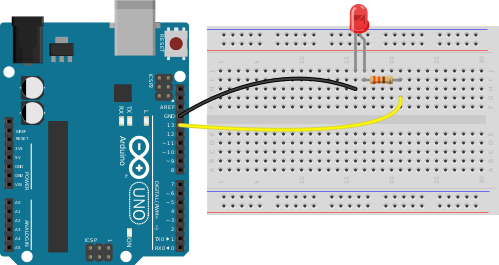 RESET
ICSP2
AREF
GND
13
12
~11
~10
~9
8
7
~6
~5
4
~3
2
TX0▸1
RX0◂0
DIGITAL (PWM=~)
L
TX
RX
Arduino
UNO
ON
ICSP
1
IOREF
RESET
3V3
5V
GND
GND
VIN
POWER
A0
A1
A2
A3
A4
A5
ANALOG IN